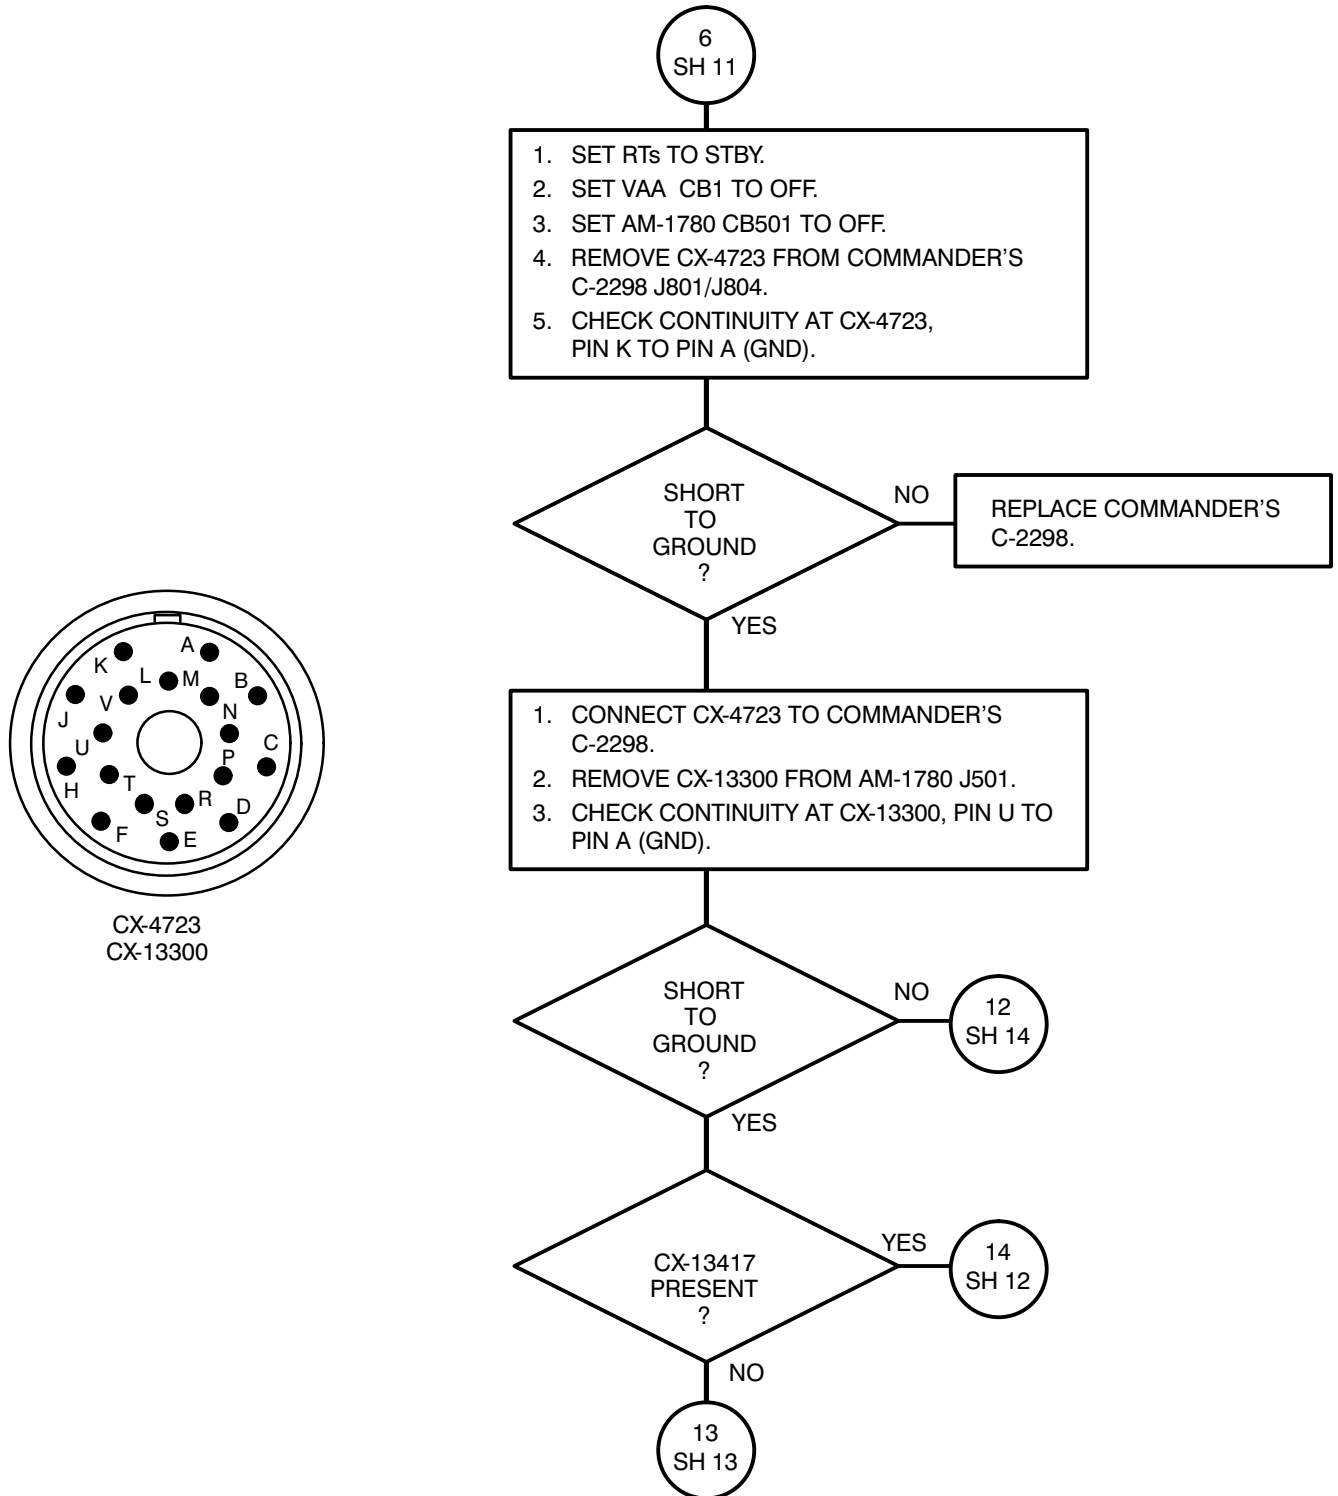 6
SH 11
1. SET RTs TO STBY.
2. SET VAA CB1 TO OFF.
3. SET AM-1780 CB501 TO OFF.
4. REMOVE CX-4723 FROM COMMANDER'S
C-2298 J801/J804.
5. CHECK CONTINUITY AT CX-4723,
PIN K TO PIN A (GND).
SHORT
TO
GROUND
?
NO
REPLACE COMMANDER'S
C-2298.
YES
K
A
L
M
B
J
V
N
U
C
P
H
T
R
D
S
F
E
CX-4723
CX-13300
1. CONNECT CX-4723 TO COMMANDER'S
C-2298.
2. REMOVE CX-13300 FROM AM-1780 J501.
3. CHECK CONTINUITY AT CX-13300, PIN U TO
PIN A (GND).
SHORT
TO
GROUND
?
NO
12
SH 14
YES
CX-13417
PRESENT
?
YES
14
SH 12
NO
13
SH 13